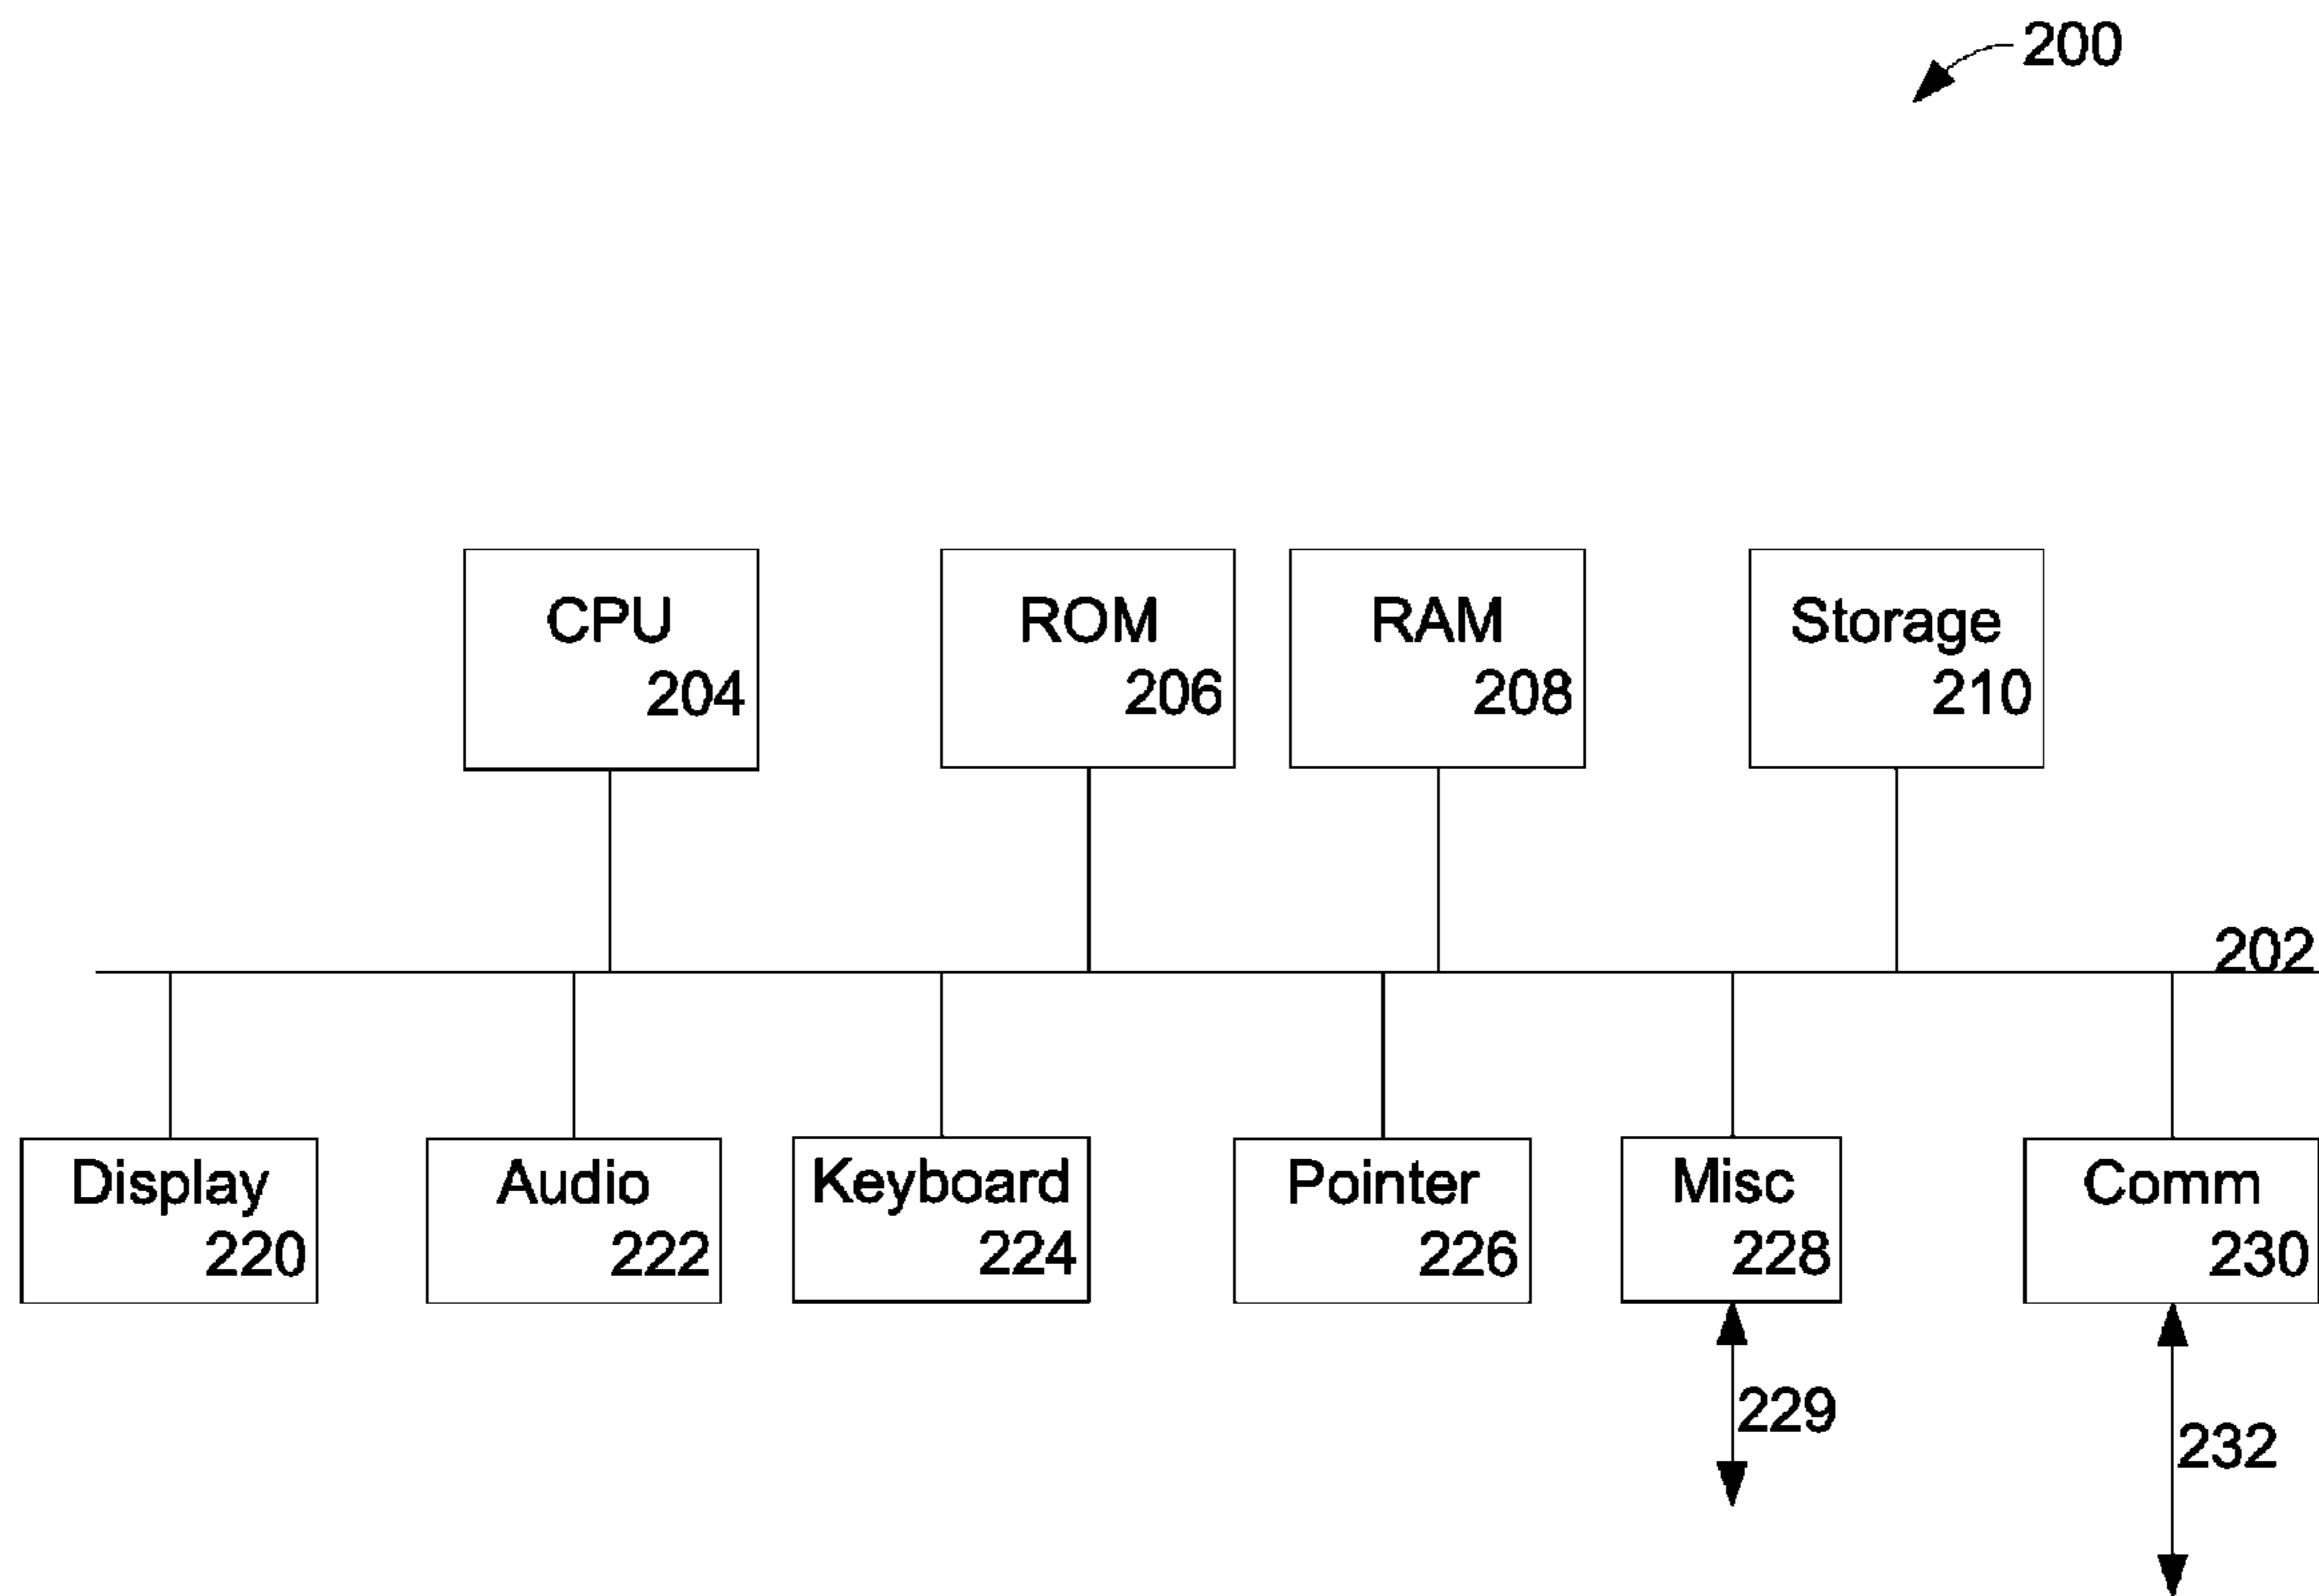 200
CPU
204
ROM
206
RAM
208
Storage
210
202
Display
220
Audio
222
Keyboard
224
Pointer
226
Misc
228
Comm
230
229
232